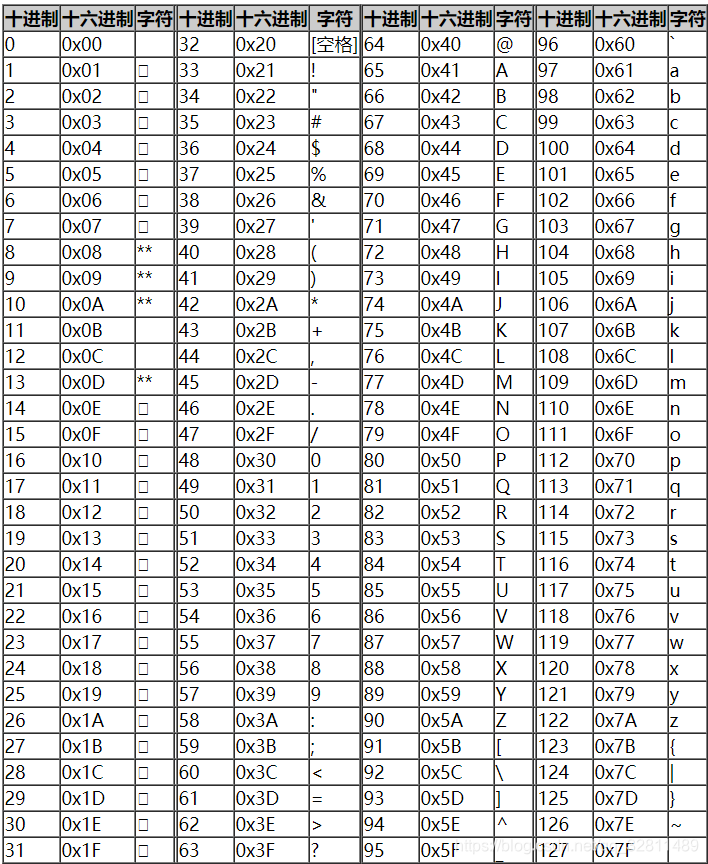 十进制 十六进制 字符 十进制 十六进制 字符 十进制 十六进制 字符 十进制 十六进制 字符
0 0x00 32 0x20 [空格] 64 0x40 @ 96 0x60 `
1 0x01 □ 33 0x21 ! 65 0x41 A 97 0x61 a
2 0x02 □ 34 0x22 " 66 0x42 B 98 0x62 b
3 0x03 □ 35 0x23 # 67 0x43 C 99 0x63 c
4 0x04 □ 36 0x24 $ 68 0x44 D 100 0x64 d
5 0x05 □ 37 0x25 % 69 0x45 E 101 0x65 e
6 0x06 □ 38 0x26 & 70 0x46 F 102 0x66 f
7 0x07 □ 39 0x27 ' 71 0x47 G 103 0x67 g
8 0x08 ** 40 0x28 ( 72 0x48 H 104 0x68 h
9 0x09 ** 41 0x29 ) 73 0x49 I 105 0x69 i
10 0x0A ** 42 0x2A * 74 0x4A J 106 0x6A j
11 0x0B 43 0x2B + 75 0x4B K 107 0x6B k
12 0x0C 44 0x2C , 76 0x4C L 108 0x6C l
13 0x0D ** 45 0x2D - 77 0x4D M 109 0x6D m
14 0x0E □ 46 0x2E . 78 0x4E N 110 0x6E n
15 0x0F □ 47 0x2F / 79 0x4F O 111 0x6F o
16 0x10 □ 48 0x30 0 80 0x50 P 112 0x70 p
17 0x11 □ 49 0x31 1 81 0x51 Q 113 0x71 q
18 0x12 □ 50 0x32 2 82 0x52 R 114 0x72 r
19 0x13 □ 51 0x33 3 83 0x53 S 115 0x73 s
20 0x14 □ 52 0x34 4 84 0x54 T 116 0x74 t
21 0x15 □ 53 0x35 5 85 0x55 U 117 0x75 u
22 0x16 □ 54 0x36 6 86 0x56 V 118 0x76 v
23 0x17 □ 55 0x37 7 87 0x57 W 119 0x77 w
24 0x18 □ 56 0x38 8 88 0x58 X 120 0x78 x
25 0x19 □ 57 0x39 9 89 0x59 Y 121 0x79 y
26 0x1A □ 58 0x3A : 90 0x5A Z 122 0x7A z
27 0x1B □ 59 0x3B ; 91 0x5B [ 123 0x7B {
28 0x1C □ 60 0x3C < 92 0x5C \ 124 0x7C |
29 0x1D □ 61 0x3D = 93 0x5D ] 125 0x7D }
30 0x1E □ 62 0x3E > 94 0x5E ^ 126 0x7E ~
31 0x1F □ 63 0x3F ? 95 0x5F _ 127 0x7F